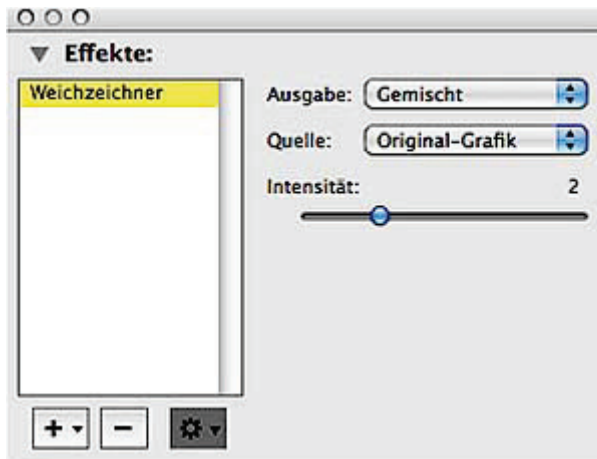 Effekte:
Weichzeichner
Ausgabe: Gemischt
Quelle: Original-Grafik
Intensität: 2